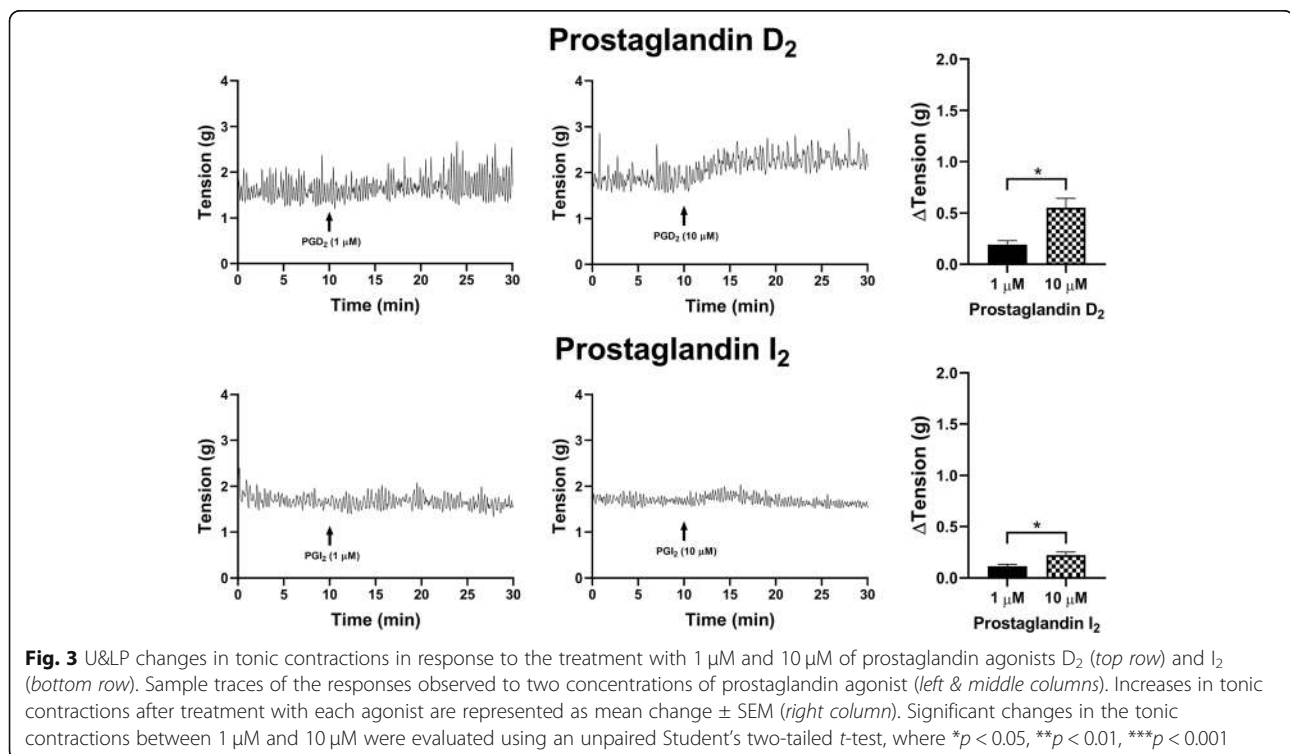 Prostaglandin D₂
Tension (g)
4
3
2
1
0
0 5 10 15 20 25 30
PGD₂ (1 μM)
Time (min)
Tension (g)
4
3
2
1
0
0 5 10 15 20 25 30
PGD₂ (10 μM)
Time (min)
ΔTension (g)
2.0
1.5
1.0
0.5
0.0
*
1 μM 10 μM
Prostaglandin D₂
Prostaglandin I₂
Tension (g)
4
3
2
1
0
0 5 10 15 20 25 30
PGI₂ (1 μM)
Time (min)
Tension (g)
4
3
2
1
0
0 5 10 15 20 25 30
PGI₂ (10 μM)
Time (min)
ΔTension (g)
2.0
1.5
1.0
0.5
0.0
*
1 μM 10 μM
Prostaglandin I₂
Fig. 3 U&LP changes in tonic contractions in response to the treatment with 1 μM and 10 μM of prostaglandin agonists D₂ (top row) and I₂
(bottom row). Sample traces of the responses observed to two concentrations of prostaglandin agonist (left & middle columns). Increases in tonic
contractions after treatment with each agonist are represented as mean change ± SEM (right column). Significant changes in the tonic
contractions between 1 μM and 10 μM were evaluated using an unpaired Student's two-tailed t-test, where *p < 0.05, **p < 0.01, ***p < 0.001